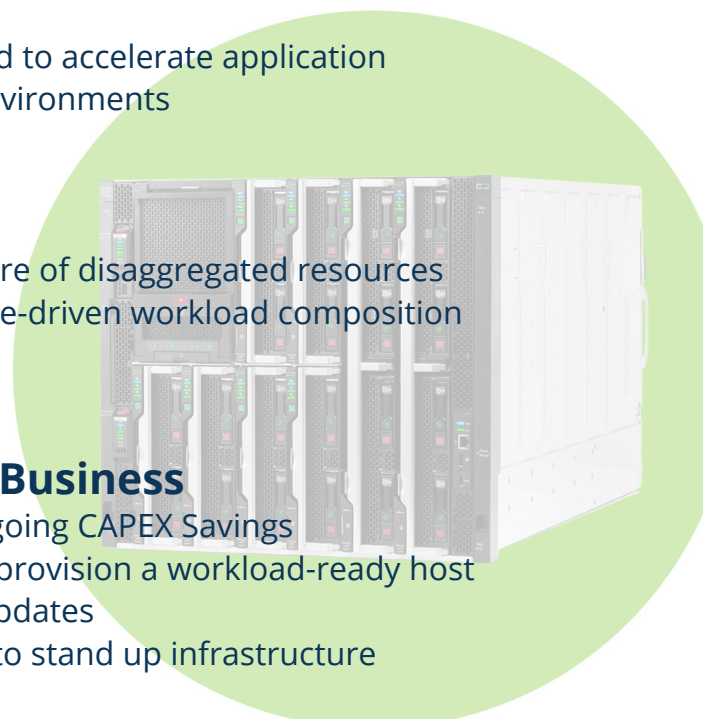 d to accelerate application
vironments
re of disaggregated resources
e-driven workload composition
Business
going CAPEX Savings
provision a workload-ready host
pdates
to stand up infrastructure